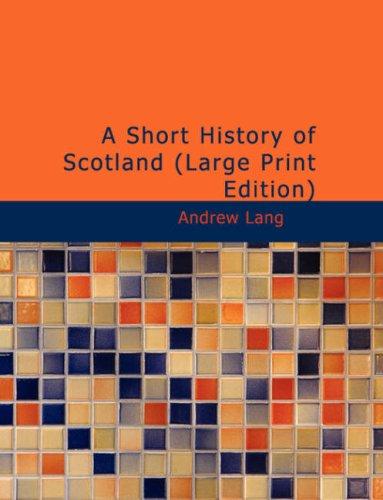 A Short History of
Scotland (Large Print
Edition)
Andrew Lang